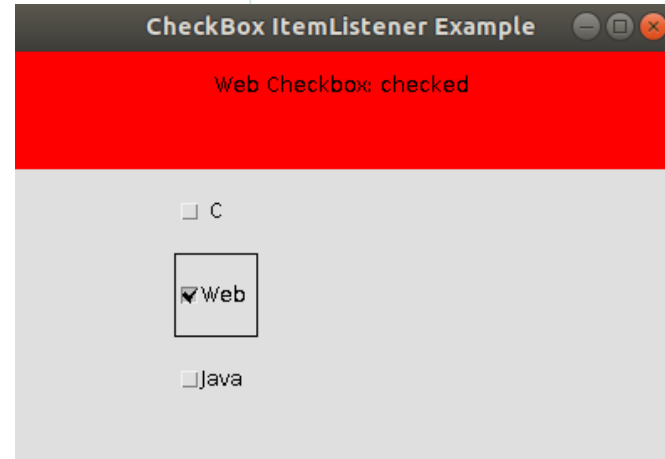 CheckBox ItemListener Example
Web Checkbox: checked
C
Web
Java